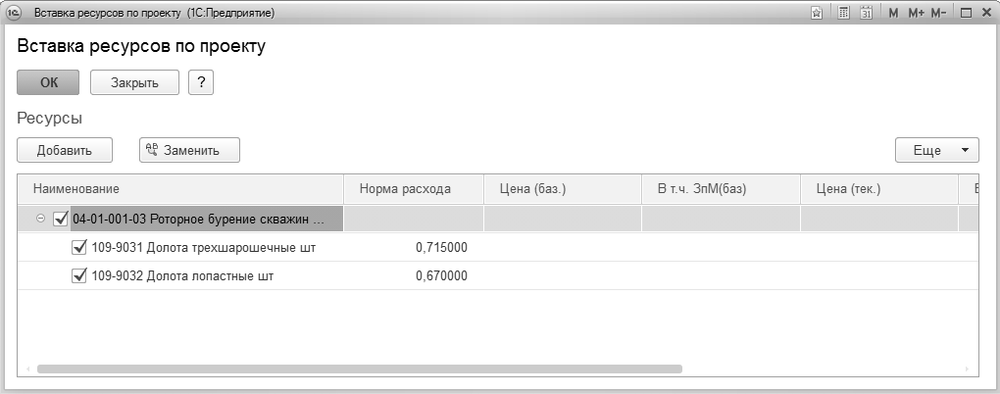 Вставка ресурсов по проекту (1С:Предприятие) 31 M M+ M-
Вставка ресурсов по проекту
ОК Закрыть ?
Ресурсы
Добавить Заменить Еще
Наименование Норма расхода Цена (баз.) В т.ч. ЗпМ(баз) Цена (тек.)
04-01-001-03 Роторное бурение скважин ...
109-9031 Долота трехшарошечные шт 0,715000
109-9032 Долота лопастные шт 0,670000